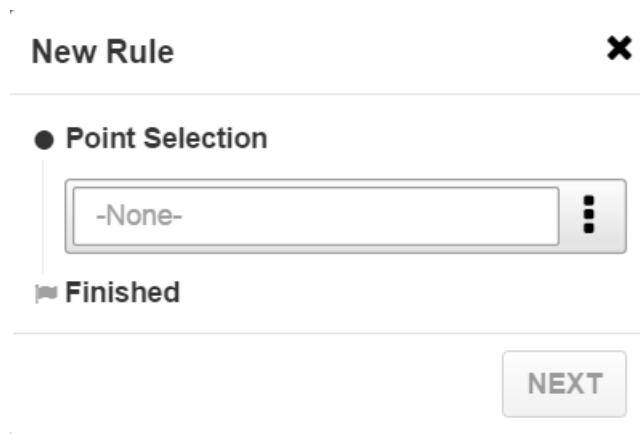 New Rule
Point Selection
-None-
Finished
NEXT